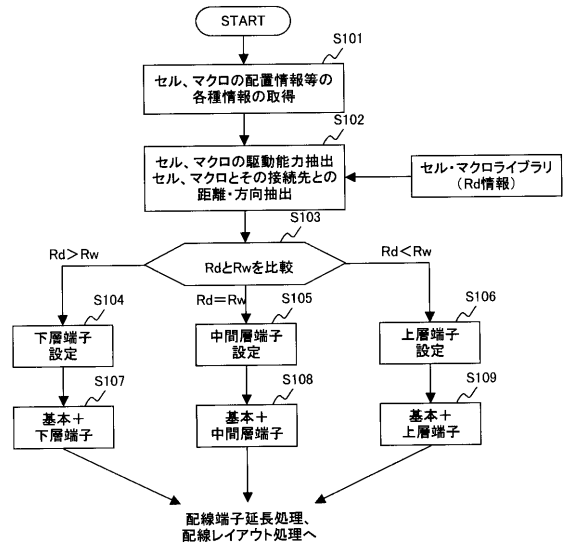 START
S101
セル、マクロの配置情報等の
各種情報の取得
S102
セル、マクロの駆動能力抽出
セル、マクロとその接続先との
距離・方向抽出
セル・マクロライブラリ
（Rd情報）
S103
RdとRwを比較
Rd＞Rw
Rd＝Rw
Rd＜Rw
S104
下層端子
設定
S105
中間層端子
設定
S106
上層端子
設定
S107
基本＋
下層端子
S108
基本＋
中間層端子
S109
基本＋
上層端子
配線端子延長処理、
配線レイアウト処理へ